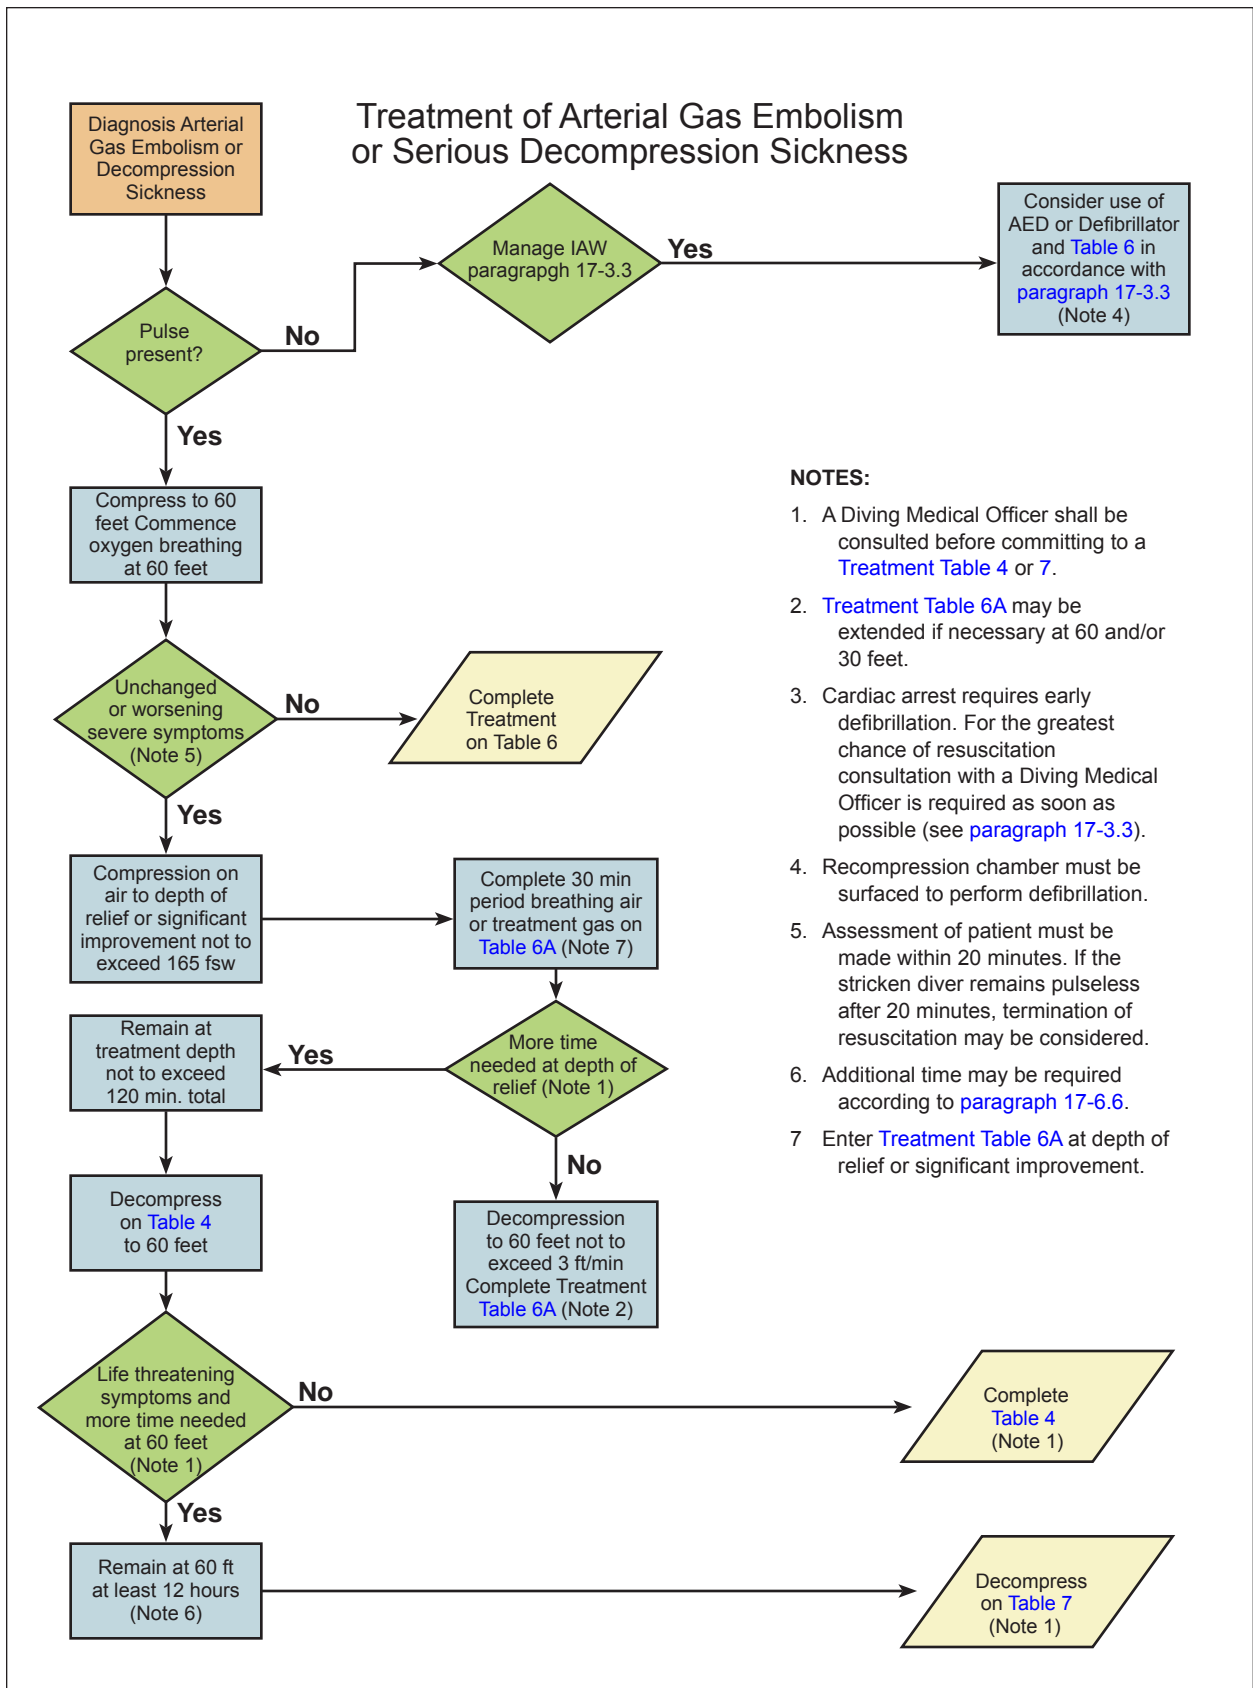 Treatment of Arterial Gas Embolism
or Serious Decompression Sickness
Diagnosis Arterial
Gas Embolism or
Decompression
Sickness
Pulse
present?
No
Manage IAW
paragrapgh 17-3.3
Yes
Consider use of
AED or Defibrillator
and Table 6 in
accordance with
paragraph 17-3.3
(Note 4)
Yes
Compress to 60
feet Commence
oxygen breathing
at 60 feet
Unchanged
or worsening
severe symptoms
(Note 5)
No
Complete
Treatment
on Table 6
Yes
Compression on
air to depth of
relief or significant
improvement not to
exceed 165 fsw
Complete 30 min
period breathing air
or treatment gas on
Table 6A (Note 7)
More time
needed at depth of
relief (Note 1)
Yes
Remain at
treatment depth
not to exceed
120 min. total
No
Decompression
to 60 feet not to
exceed 3 ft/min
Complete Treatment
Table 6A (Note 2)
Decompress
on Table 4
to 60 feet
Life threatening
symptoms and
more time needed
at 60 feet
(Note 1)
No
Complete
Table 4
(Note 1)
Yes
Remain at 60 ft
at least 12 hours
(Note 6)
Decompress
on Table 7
(Note 1)
NOTES:
1. A Diving Medical Officer shall be
consulted before committing to a
Treatment Table 4 or 7.
2. Treatment Table 6A may be
extended if necessary at 60 and/or
30 feet.
3. Cardiac arrest requires early
defibrillation. For the greatest
chance of resuscitation
consultation with a Diving Medical
Officer is required as soon as
possible (see paragraph 17-3.3).
4. Recompression chamber must be
surfaced to perform defibrillation.
5. Assessment of patient must be
made within 20 minutes. If the
stricken diver remains pulseless
after 20 minutes, termination of
resuscitation may be considered.
6. Additional time may be required
according to paragraph 17-6.6.
7 Enter Treatment Table 6A at depth of
relief or significant improvement.